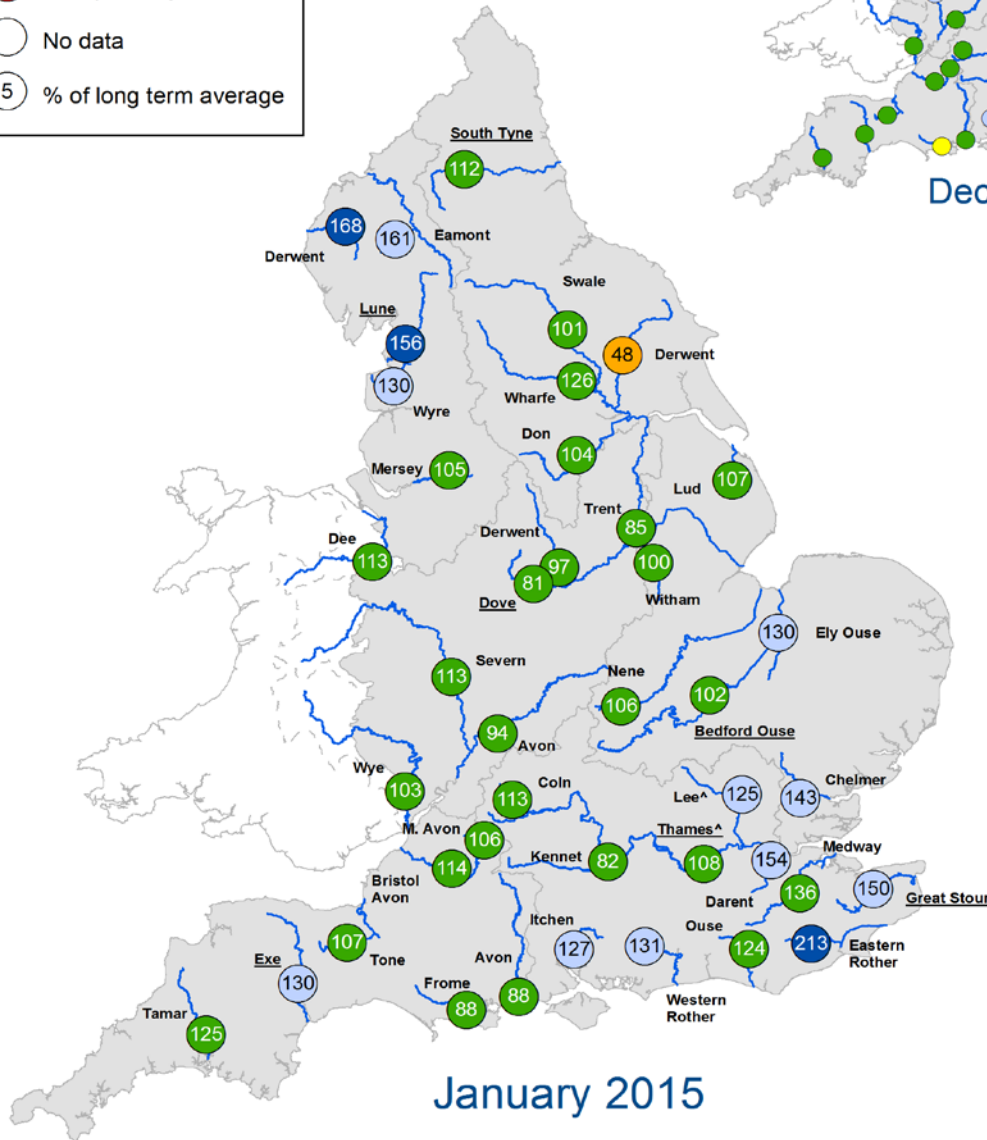 No data
5 % of long term average
Dec
South Tyne
112
168
161
Eamont
Derwent
Swale
Lune
156
101
48
Derwent
130
126
Wyre
Wharfe
Don
104
Mersey
105
Lud
107
Trent
85
Derwent
Dee
113
97
100
81
Dove
Witham
130
Ely Ouse
Severn
113
Nene
106
102
94
Avon
Bedford Ouse
Wye
103
Coln
113
Lee^
125
143
Chelmer
M. Avon
106
Thames^
Kennet
82
108
154
Medway
114
Bristol
Avon
Darent
136
150
Great Stour
107
Tone
Itchen
127
131
Ouse
124
213
Eastern
Rother
Exe
130
Avon
Frome
88
88
Western
Rother
Tamar
125
January 2015